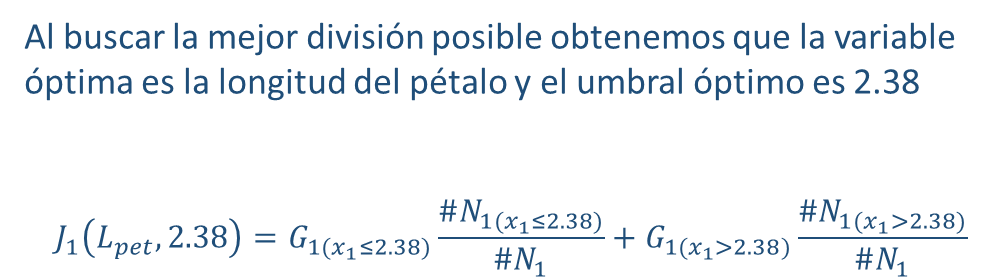 Al buscar la mejor división posible obtenemos que la variable
óptima es la longitud del pétalo y el umbral óptimo es 2.38
$J_1(L_{pet}, 2.38) = G_{1(x_1 \leq 2.38)} \frac{\#N_{1(x_1 \leq 2.38)}}{\#N_1} + G_{1(x_1 > 2.38)} \frac{\#N_{1(x_1 > 2.38)}}{\#N_1}$